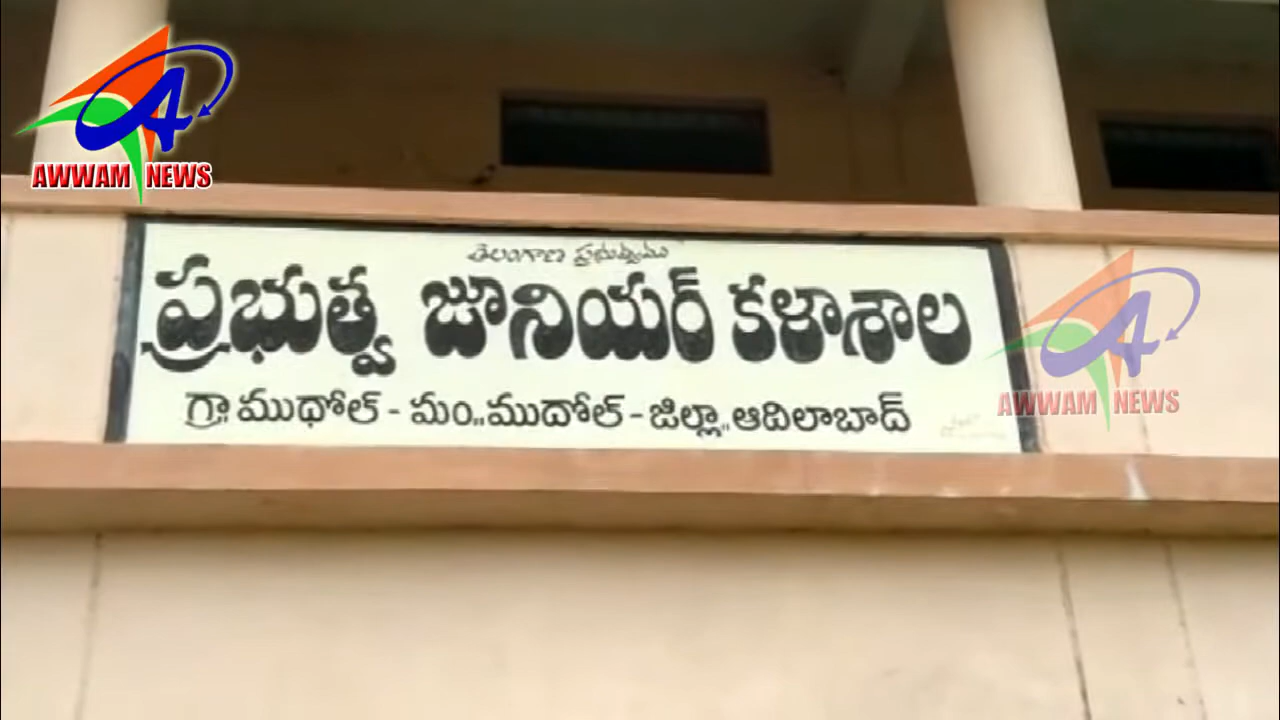 AWWAM NEWS
తెలంగాణ ప్రభుత్వము
ప్రభుత్వ జూనియర్ కళాశాల
గ్రా॥ ముధోల్ - మం..ముదోల్ - జిల్లా..ఆదిలాబాద్
AWWAM NEWS